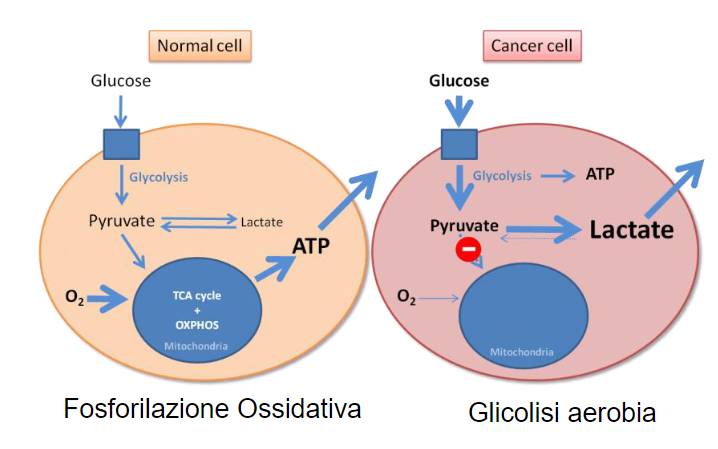 Normal cell
Glucose
Glycolysis
Pyruvate
Lactate
ATP
O2
TCA cycle
+
OXPHOS
Mitochondria
Fosforilazione Ossidativa
Cancer cell
Glucose
Glycolysis
ATP
Pyruvate
Lactate
O2
Mitochondria
Glicolisi aerobia